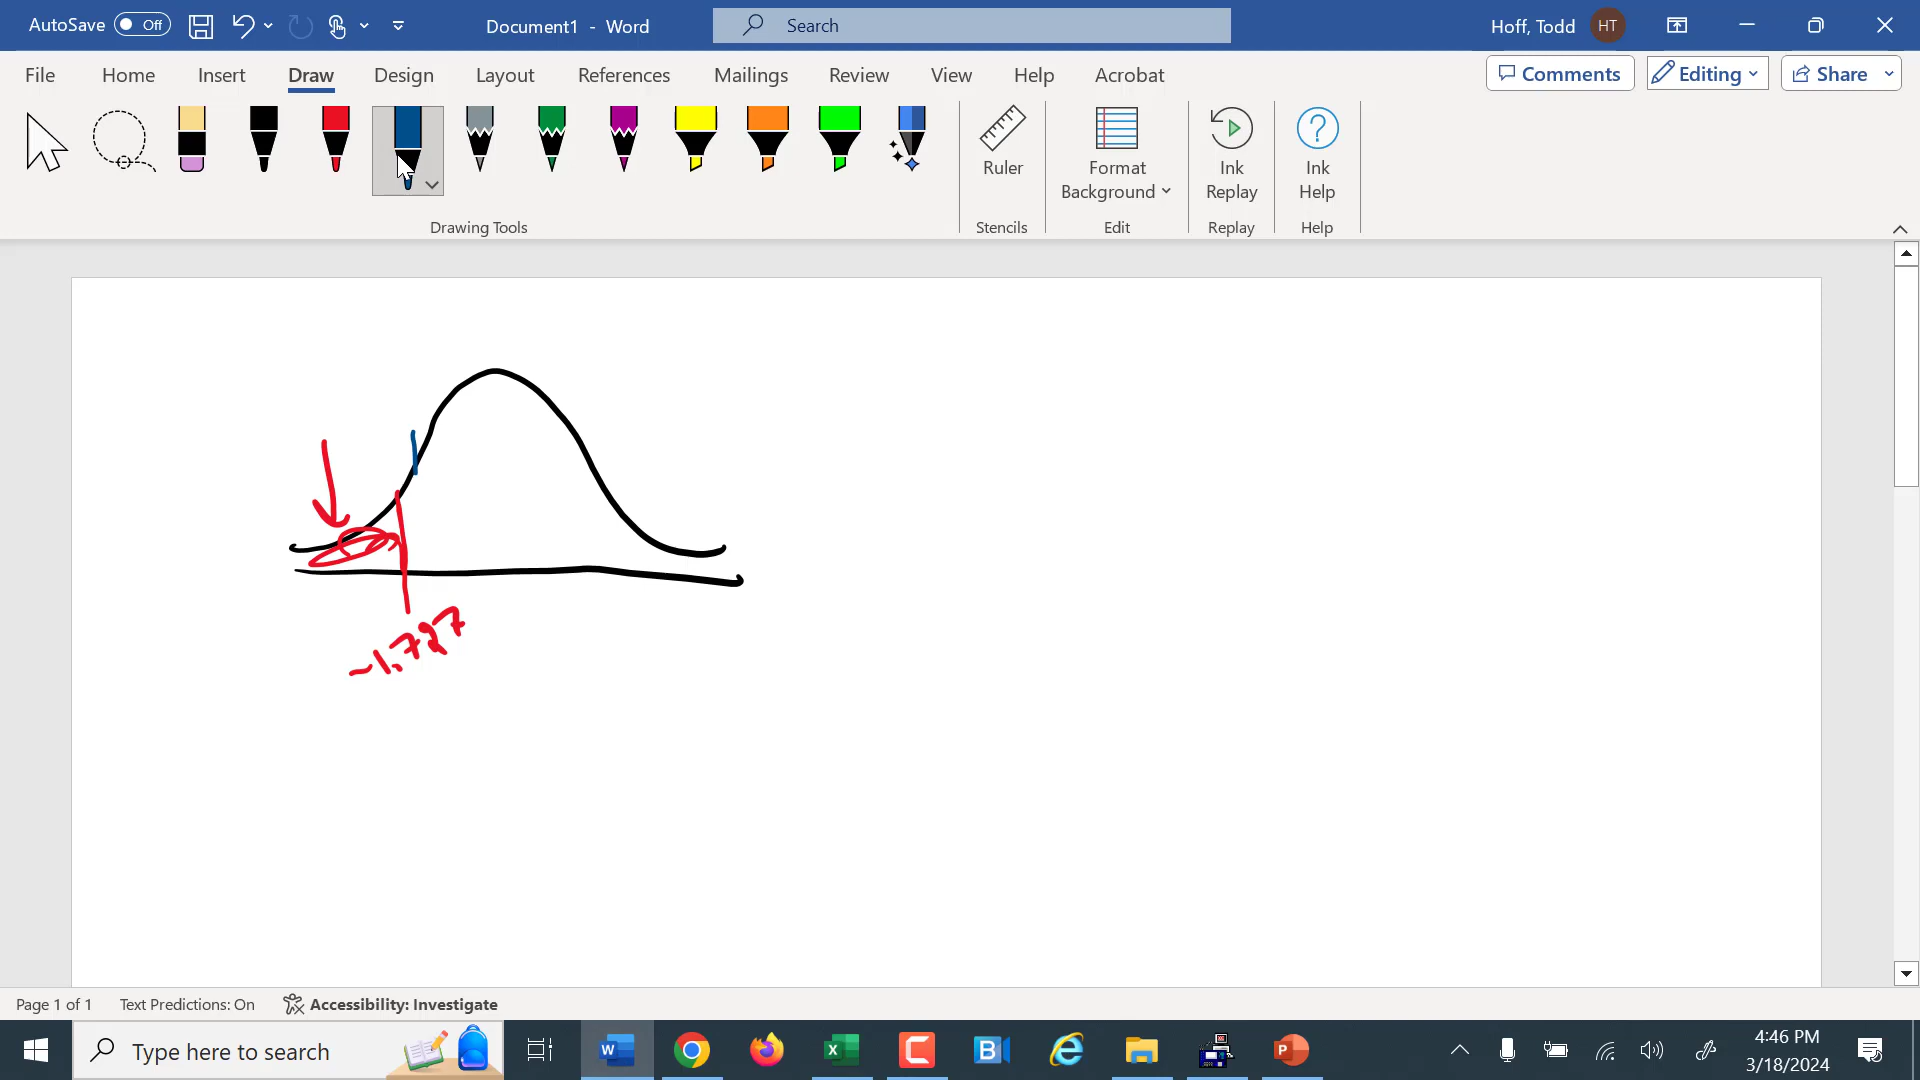 AutoSave Off Document1 - Word Search Hoff, Todd HT
File Home Insert Draw Design Layout References Mailings Review View Help Acrobat Comments Editing Share
Ruler Format Background Ink Replay Ink Help
Drawing Tools Stencils Edit Replay Help
-1.727
Page 1 of 1 Text Predictions: On Accessibility: Investigate
Type here to search 4:46 PM
3/18/2024